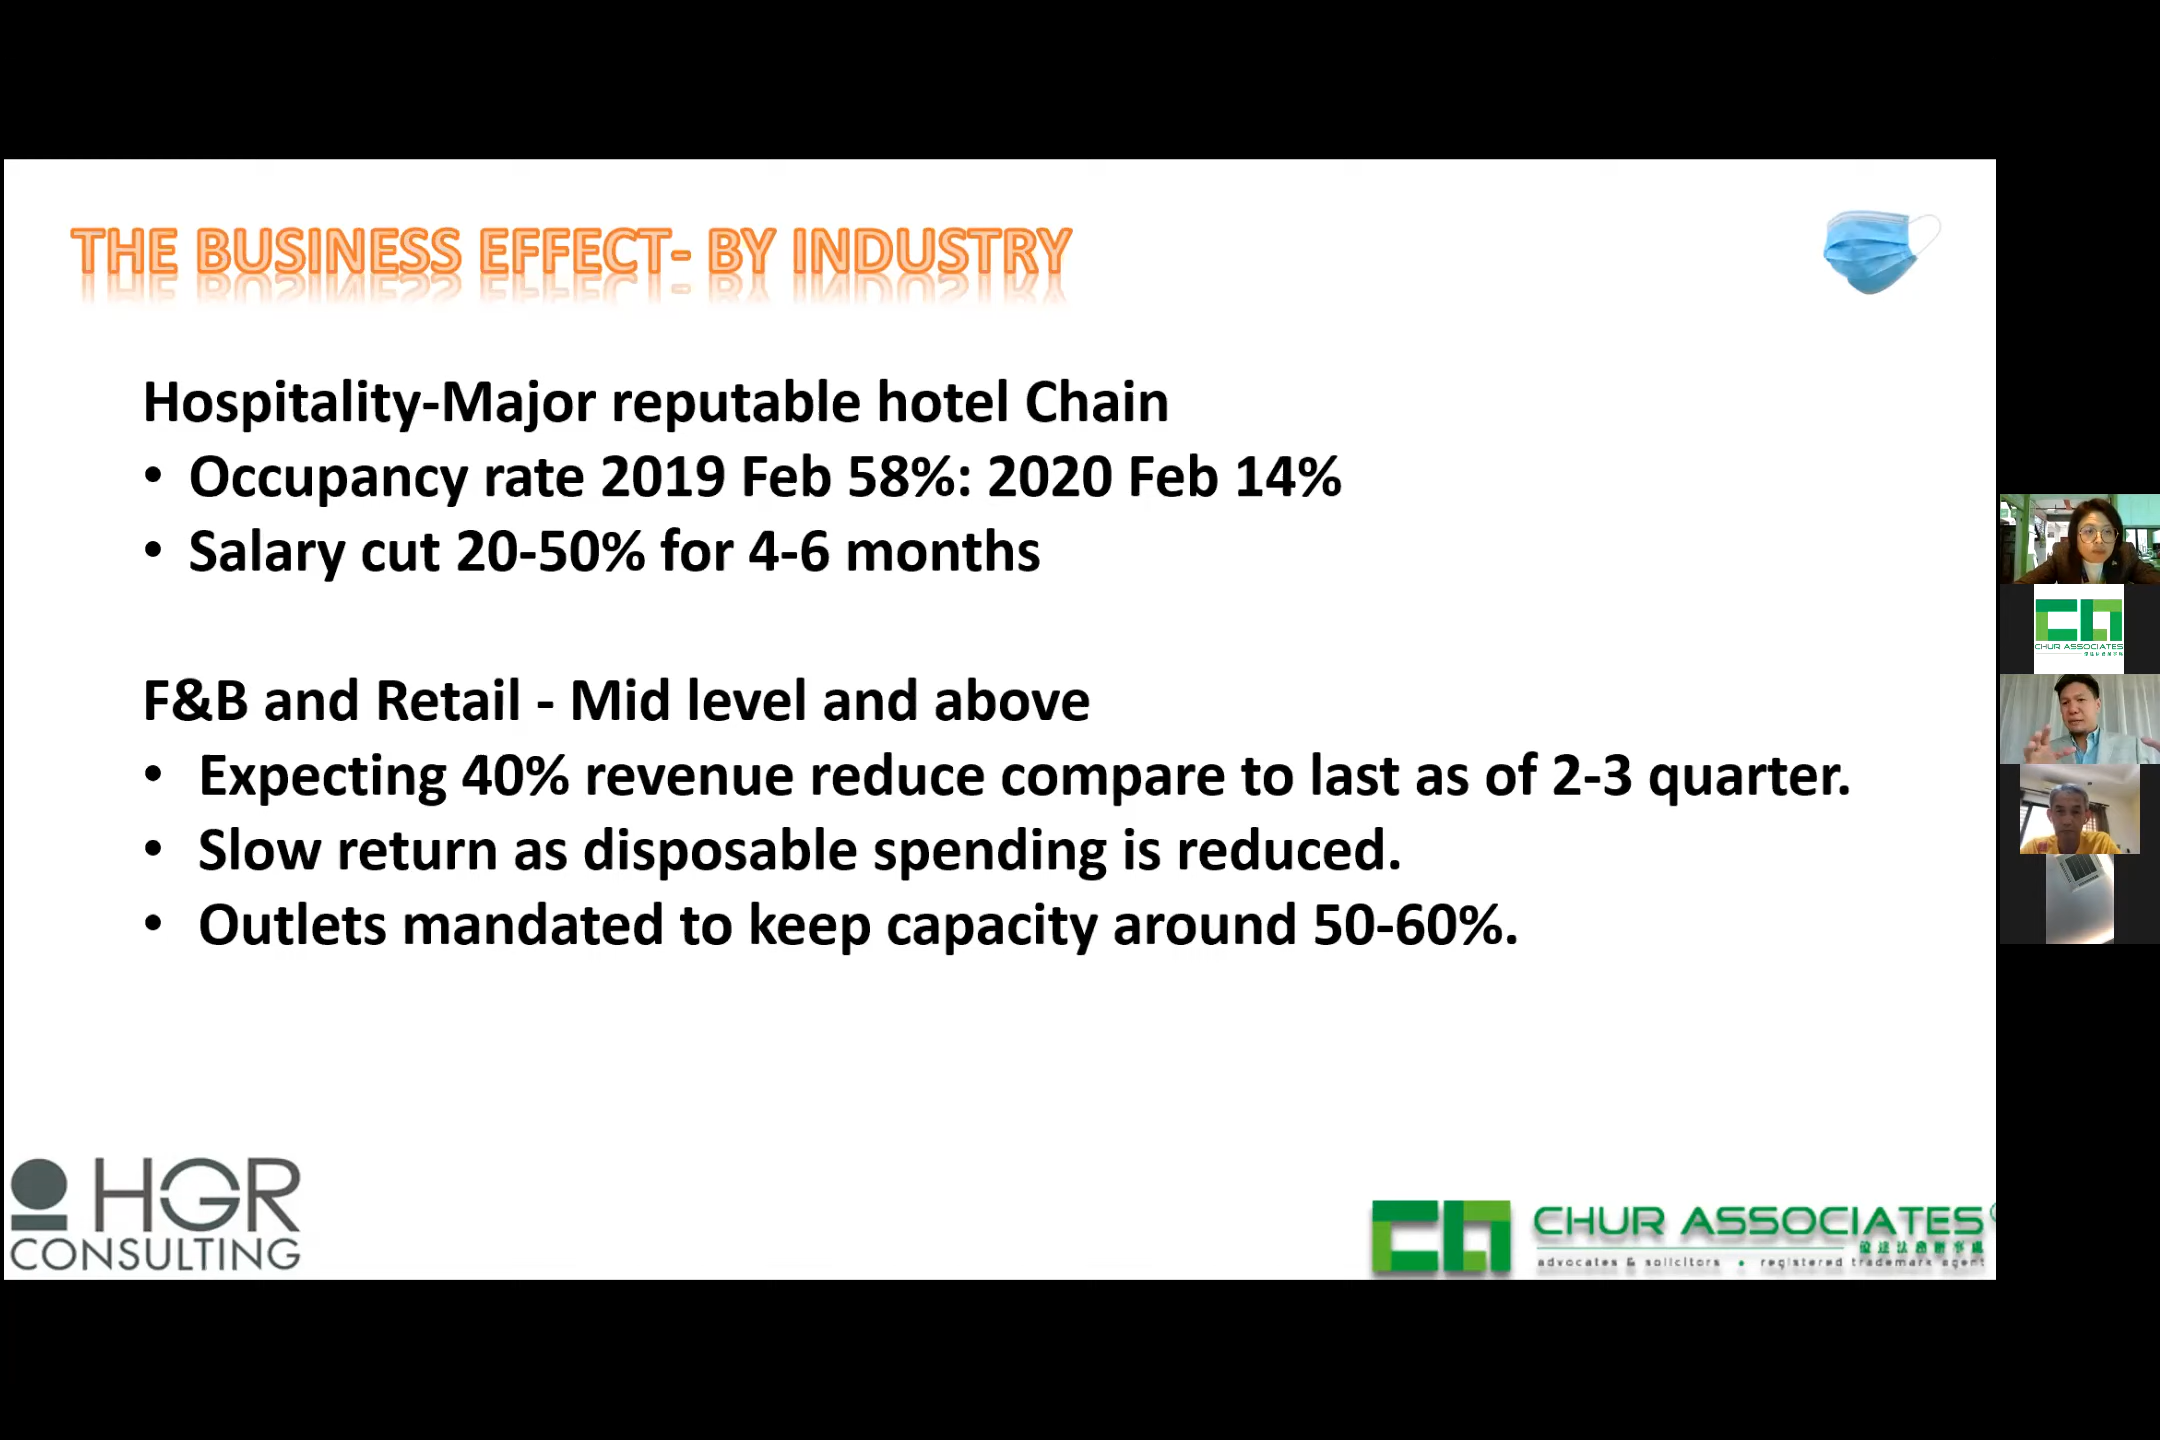 THE BUSINESS EFFECT- BY INDUSTRY
Hospitality-Major reputable hotel Chain
• Occupancy rate 2019 Feb 58%: 2020 Feb 14%
• Salary cut 20-50% for 4-6 months
F&B and Retail - Mid level and above
• Expecting 40% revenue reduce compare to last as of 2-3 quarter.
• Slow return as disposable spending is reduced.
• Outlets mandated to keep capacity around 50-60%.
HGR
CONSULTING
CHUR ASSOCIATES
advocates & solicitors • registered trademark agent
CHUR ASSOCIATES